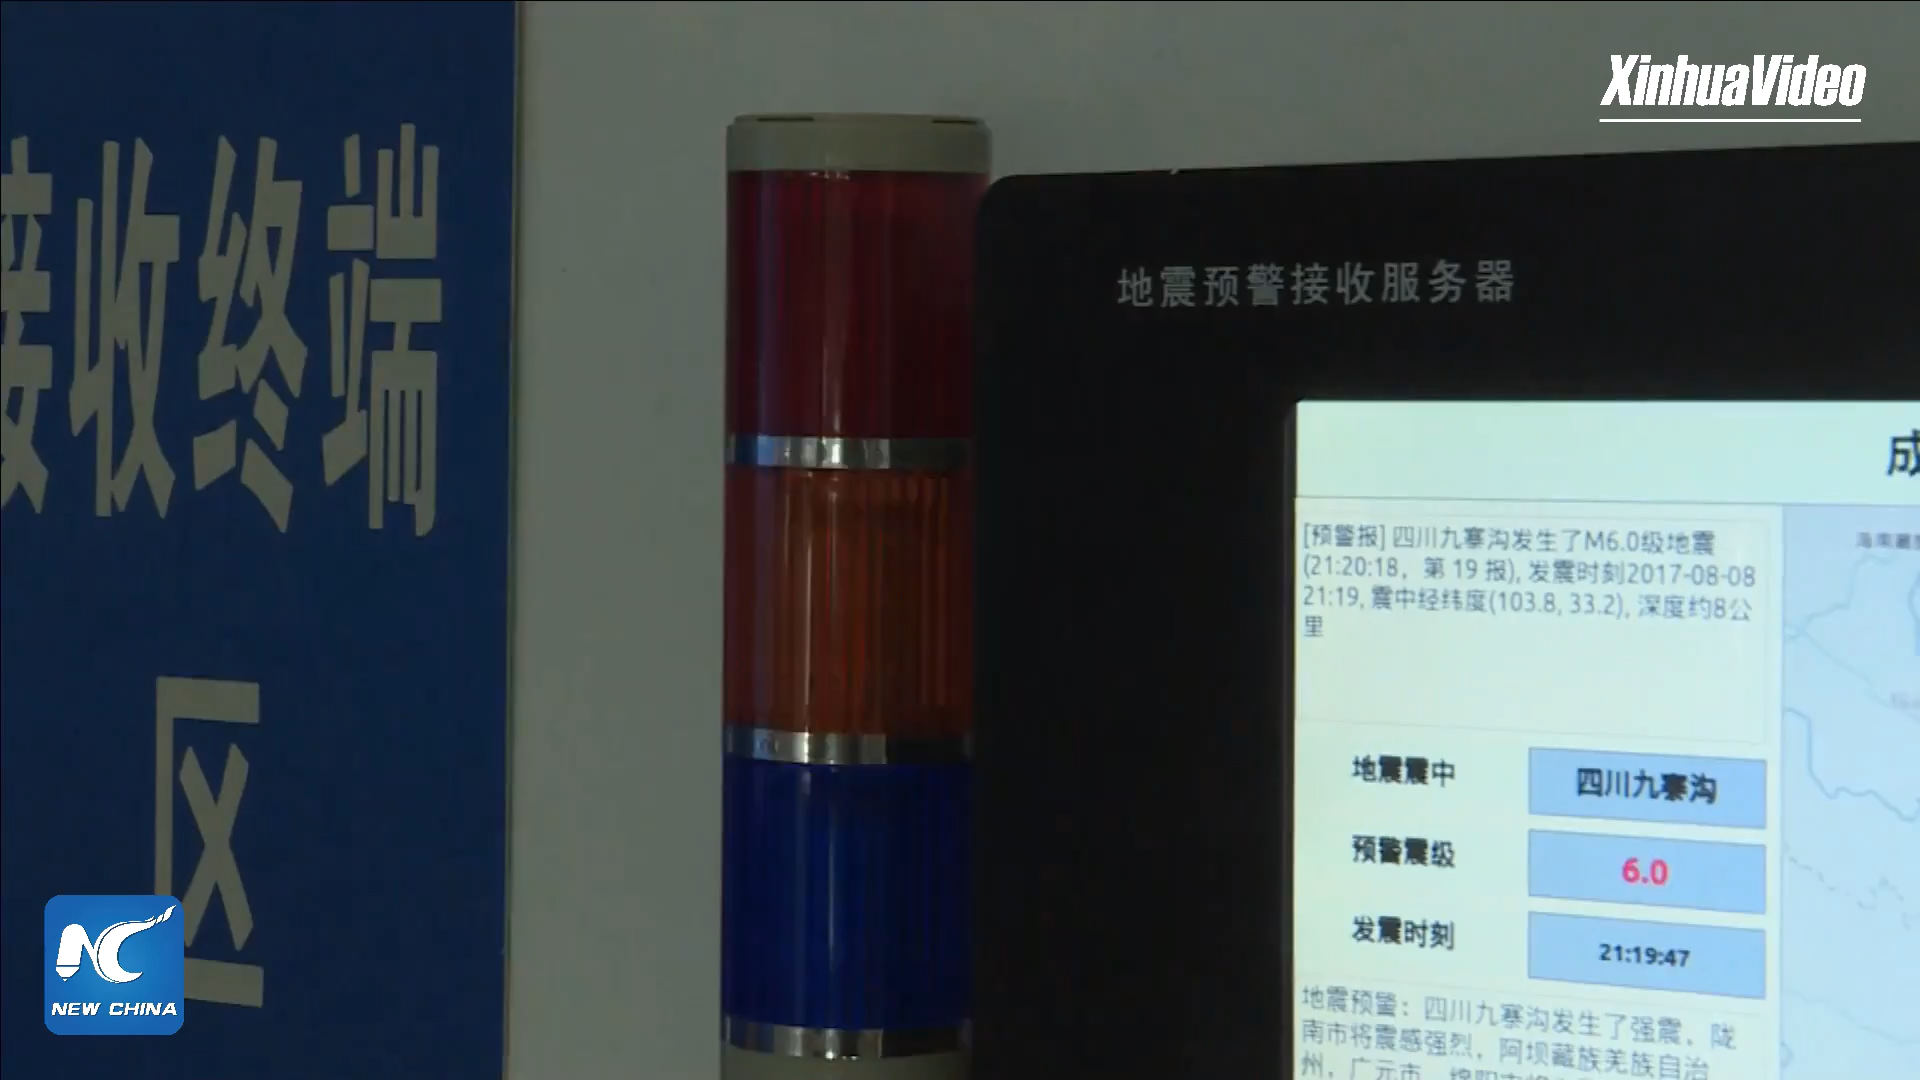 XinhuaVideo
接收终端
区
地震预警接收服务器
成
[预警报] 四川九寨沟发生了M6.0级地震
(21:20:18，第 19 报), 发震时刻2017-08-08
21:19, 震中经纬度(103.8, 33.2), 深度约8公
里
地震震中
四川九寨沟
预警震级
6.0
发震时刻
21:19:47
地震预警：四川九寨沟发生了强震、陇
南市将震感强烈，阿坝藏族羌族自治
州，广元市
NEW CHINA